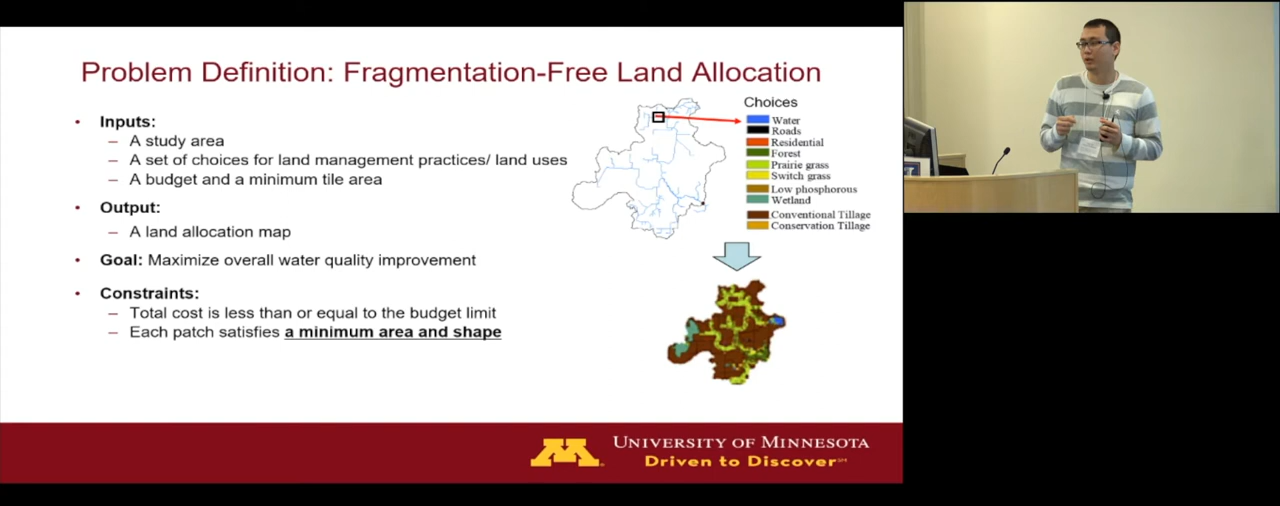 Problem Definition: Fragmentation-Free Land Allocation
• Inputs:
– A study area
– A set of choices for land management practices/ land uses
– A budget and a minimum tile area
• Output:
– A land allocation map
• Goal: Maximize overall water quality improvement
• Constraints:
– Total cost is less than or equal to the budget limit
– Each patch satisfies a minimum area and shape
Choices
Water
Roads
Residential
Forest
Prairie grass
Switch grass
Low phosphorous
Wetland
Conventional Tillage
Conservation Tillage
M
UNIVERSITY OF MINNESOTA
Driven to Discover℠